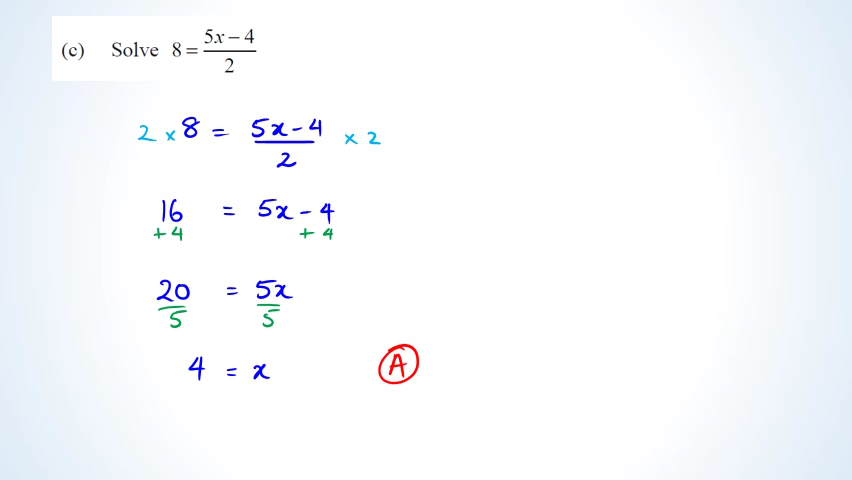 (c) Solve 8 = (5x − 4)/2
2 × 8 = (5x − 4)/2 × 2
16 = 5x − 4
+4 +4
20/5 = 5x/5
4 = x A